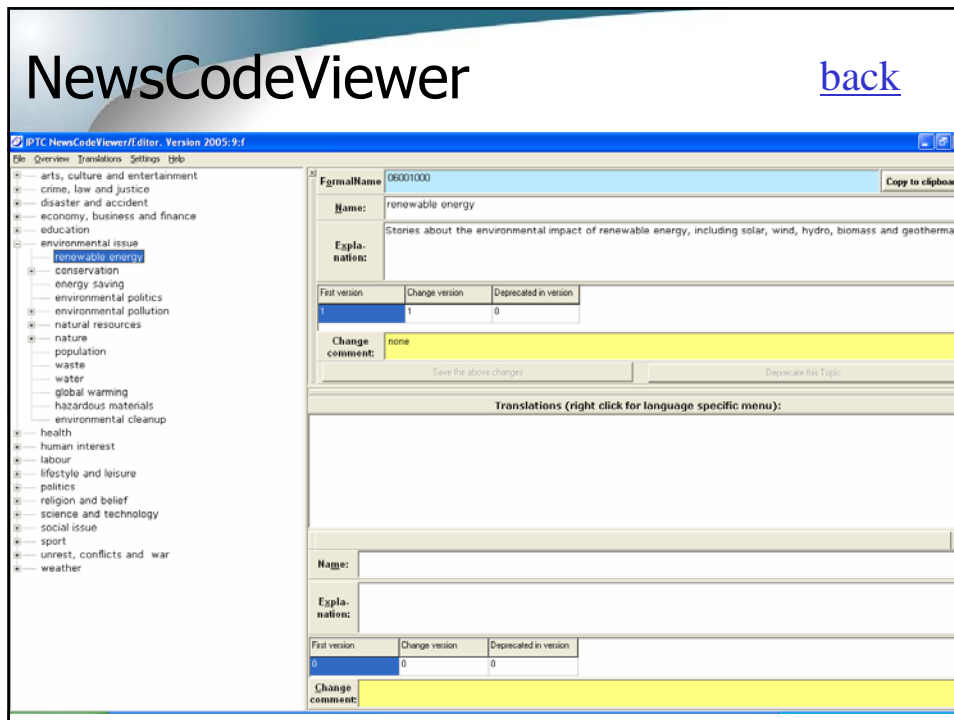 NewsCodeViewer
back
IPTC NewsCodeViewer/Editor. Version 2005:9:f
File Overview Translations Settings Help
arts, culture and entertainment
crime, law and justice
disaster and accident
economy, business and finance
education
environmental issue
renewable energy
conservation
energy saving
environmental politics
environmental pollution
natural resources
nature
population
waste
water
global warming
hazardous materials
environmental cleanup
health
human interest
labour
lifestyle and leisure
politics
religion and belief
science and technology
social issue
sport
unrest, conflicts and war
weather
FormalName 06001000 Copy to clipboar
Name: renewable energy
Expla-
nation:
Stories about the environmental impact of renewable energy, including solar, wind, hydro, biomass and geotherma
First version Change version Deprecated in version
1 1 0
Change
comment:
none
Save the above changes Deprecate this Topic
Translations (right click for language specific menu):
Name:
Expla-
nation:
First version Change version Deprecated in version
0 0 0
Change
comment: